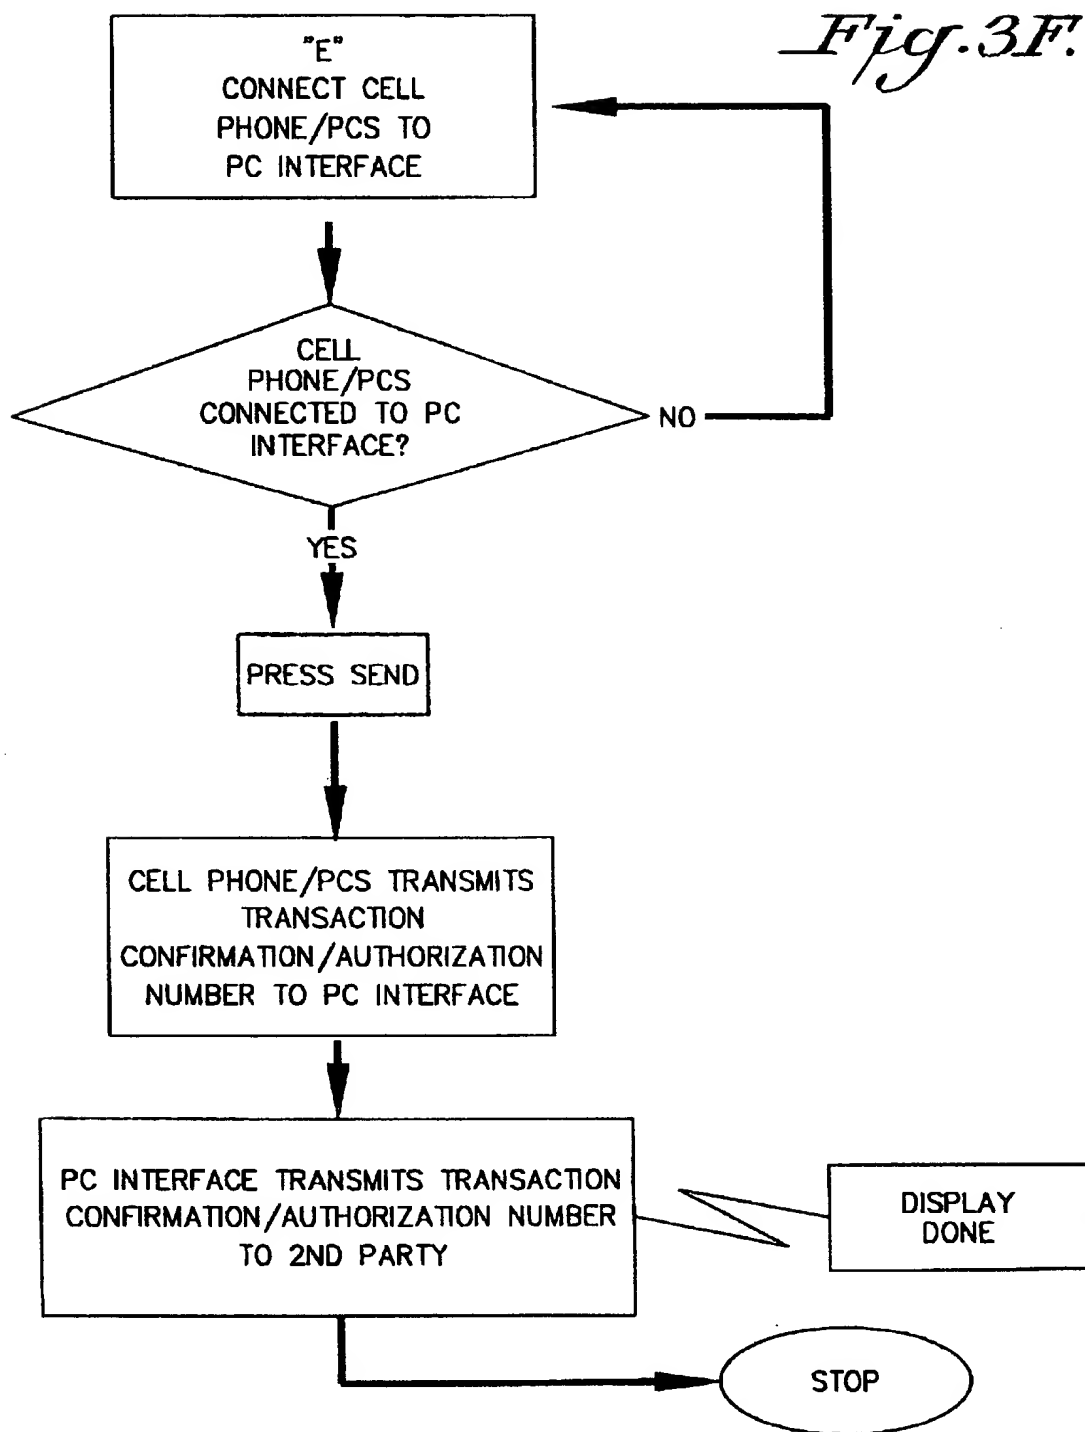 Fig. 3F.
"E"
CONNECT CELL
PHONE/PCS TO
PC INTERFACE
CELL
PHONE/PCS
CONNECTED TO PC
INTERFACE?
NO
YES
PRESS SEND
CELL PHONE/PCS TRANSMITS
TRANSACTION
CONFIRMATION/AUTHORIZATION
NUMBER TO PC INTERFACE
PC INTERFACE TRANSMITS TRANSACTION
CONFIRMATION/AUTHORIZATION NUMBER
TO 2ND PARTY
DISPLAY
DONE
STOP